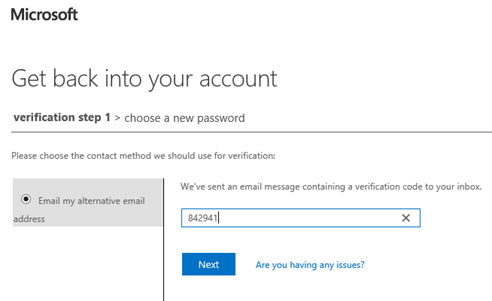 Microsoft
Get back into your account
verification step 1 > choose a new password
Please choose the contact method we should use for verification:
Email my alternative email
address
We've sent an email message containing a verification code to your inbox.
842941
Next
Are you having any issues?